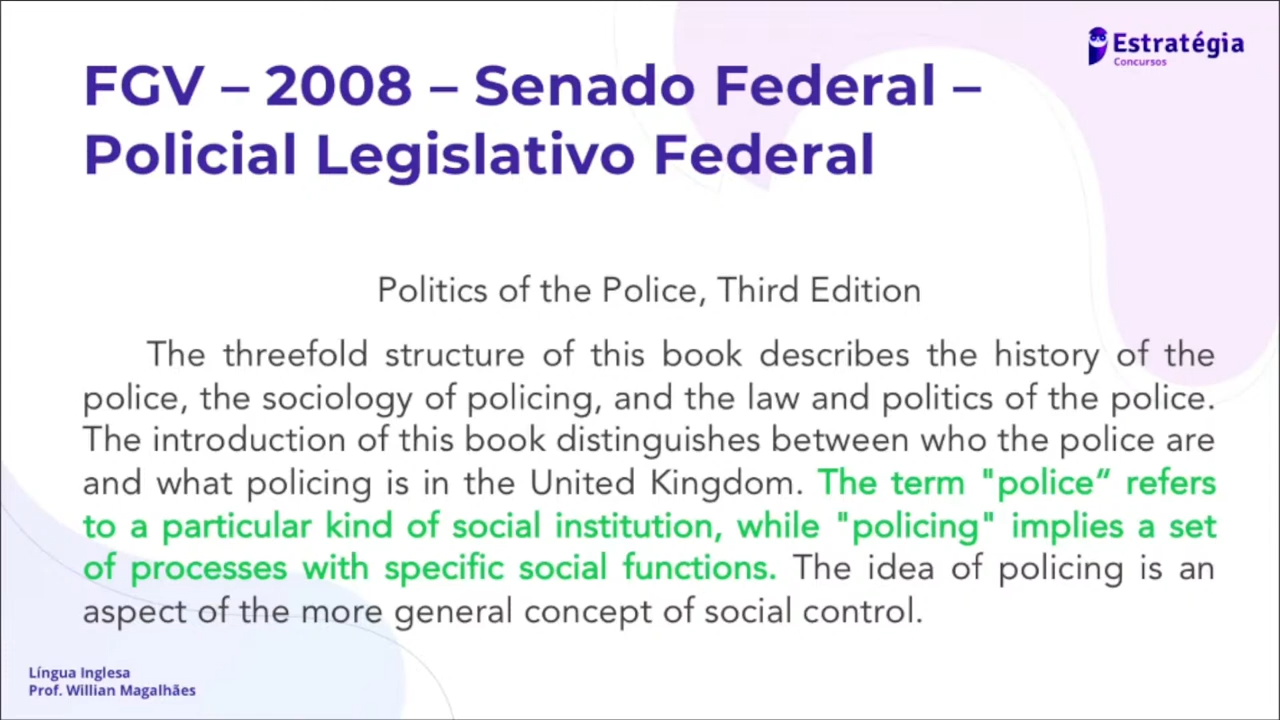 Estratégia
Concursos
FGV – 2008 – Senado Federal –
Policial Legislativo Federal
Politics of the Police, Third Edition
The threefold structure of this book describes the history of the
police, the sociology of policing, and the law and politics of the police.
The introduction of this book distinguishes between who the police are
and what policing is in the United Kingdom. The term "police“ refers
to a particular kind of social institution, while "policing" implies a set
of processes with specific social functions. The idea of policing is an
aspect of the more general concept of social control.
Língua Inglesa
Prof. Willian Magalhães